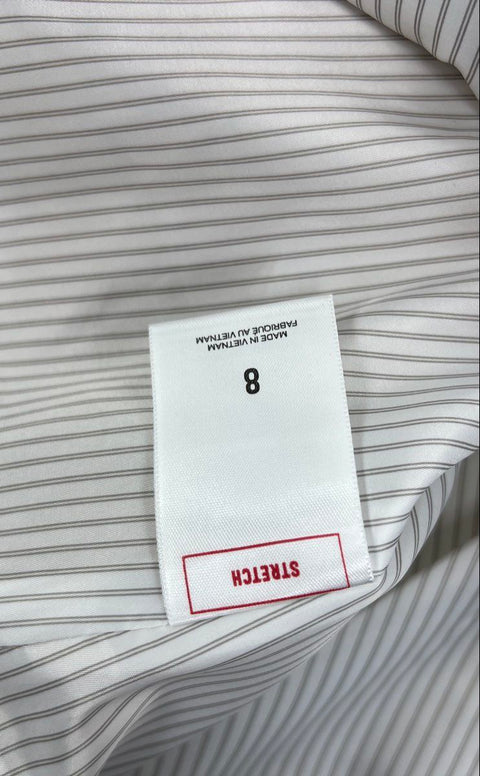 STRETCH
8
MADE IN VIETNAM
FABRIQUÉ AU VIETNAM